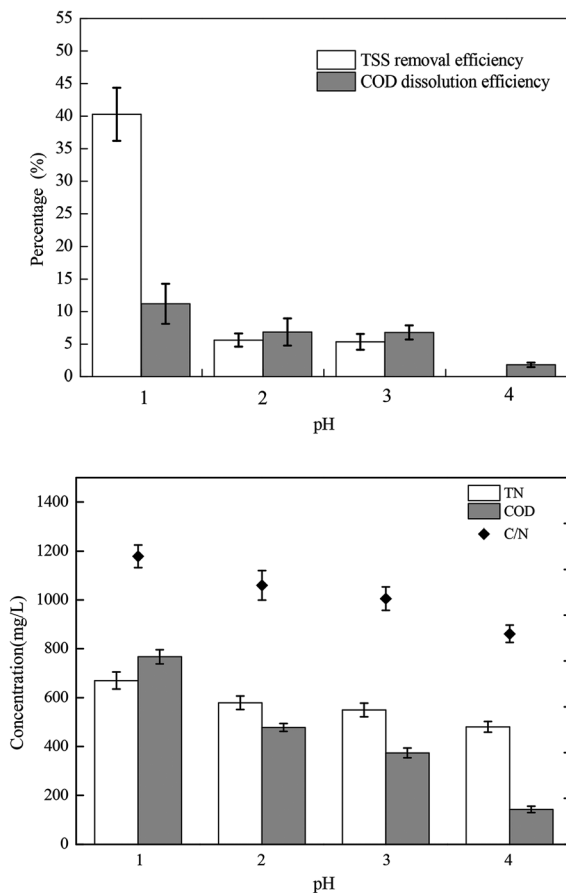 55
50
45
40
35
30
25
20
15
10
5
0
Percentage (%)
TSS removal efficiency
COD dissolution efficiency
1 2 3 4
pH
1400
1200
1000
800
600
400
200
0
Concentration(mg/L)
TN
COD
C/N
1 2 3 4
pH